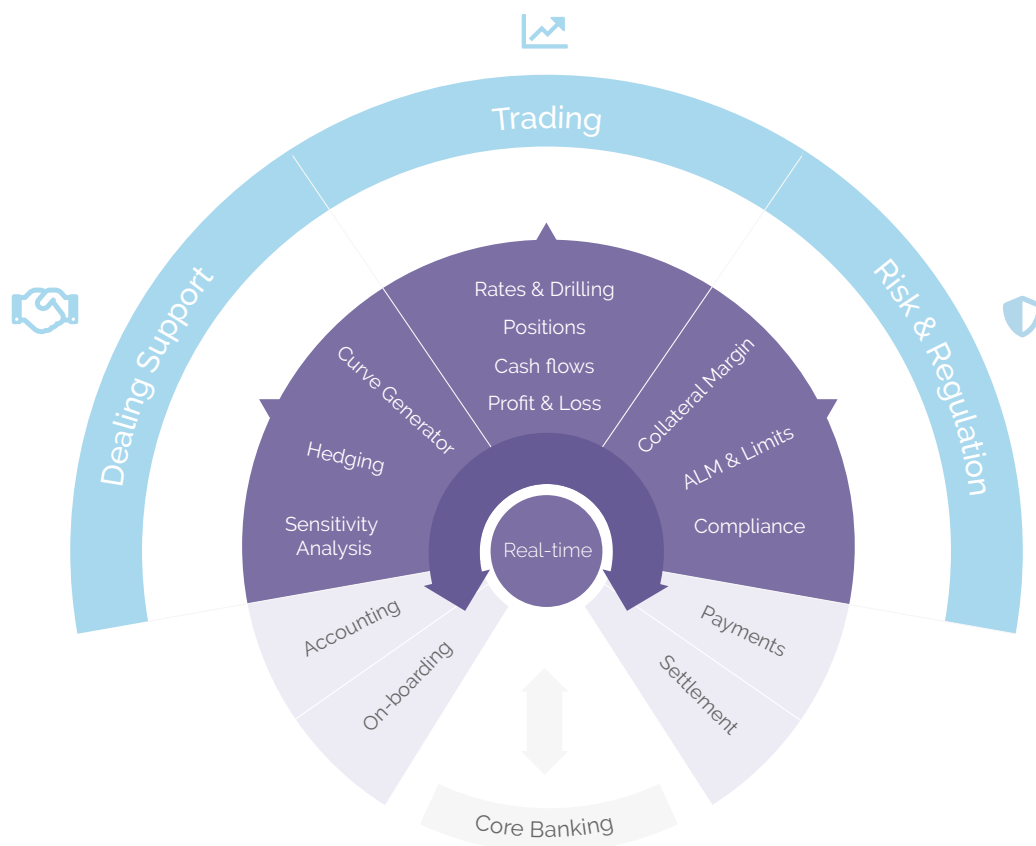 Trading
Dealing Support
Risk & Regulation
Rates & Drilling
Positions
Cash flows
Profit & Loss
Curve Generator
Hedging
Sensitivity
Analysis
Collateral Margin
ALM & Limits
Compliance
Real-time
Accounting
On-boarding
Payments
Settlement
Core Banking